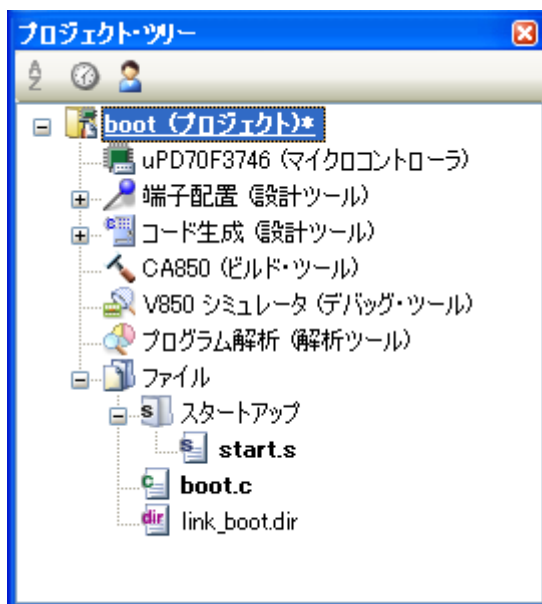 プロジェクト・ツリー
boot (プロジェクト)*
uPD70F3746 (マイクロコントローラ)
端子配置 (設計ツール)
コード生成 (設計ツール)
CA850 (ビルド・ツール)
V850 シミュレータ (デバッグ・ツール)
プログラム解析 (解析ツール)
ファイル
スタートアップ
start.s
boot.c
link_boot.dir